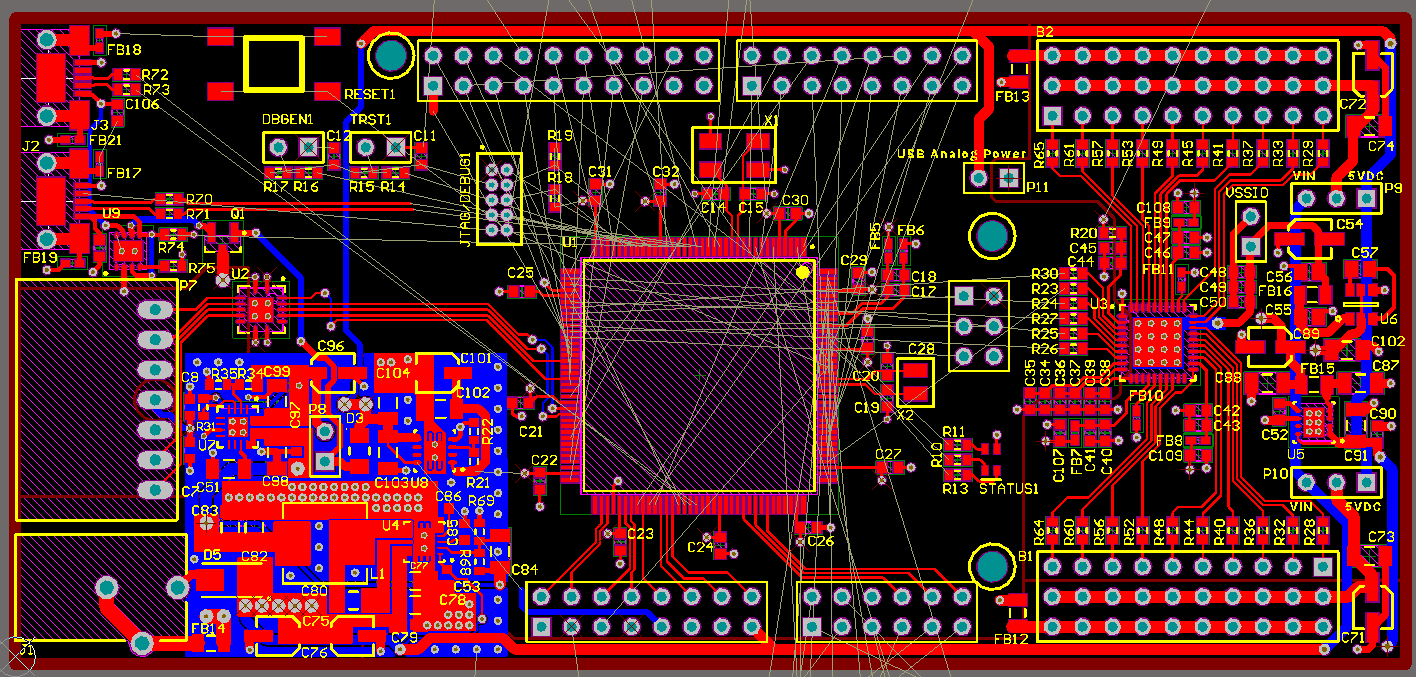 FB18
R72
R73
C106
J3
FB21
J2
FB17
RESET1
DBGEN1
TRST1
C12
C11
R17
R16
R15
R14
JTAG/DEBUG1
R19
R18
C31
C32
X1
C14
C15
C30
B2
FB13
C72
C74
R65
R61
R57
R53
R49
R45
R41
R37
R33
R29
USB Analog Power
P11
VIN
5VDC
P9
R70
R71
U9
Q1
R74
R75
FB19
U2
P7
U1
C25
FB5
FB6
C29
C18
C17
R20
C45
C44
C108
FB9
C47
C46
FB11
VSSIO
C54
C57
C48
C49
C50
C56
FB16
C55
U6
R30
R23
R24
R27
R25
R26
U3
C89
C102
FB15
C87
C88
C96
C101
C104
C102
C8
R35
R34
C99
C97
P8
D3
R31
U7
C51
C98
C103
U8
R22
R21
C7
C21
C22
C20
C19
C28
X2
C35
C34
C36
C37
C39
C38
FB10
C42
C43
FB8
C109
C107
FB7
C41
C40
C52
U5
C90
C91
R11
R10
R13
STATUS1
C27
P10
VIN
5VDC
C83
U4
C86
R69
C85
R68
C77
D5
C82
L1
C80
C53
C78
C84
C75
C76
C79
FB14
J1
C23
C24
C26
R64
R60
R56
R52
R48
R44
R40
R36
R32
R28
B1
FB12
C73
C71